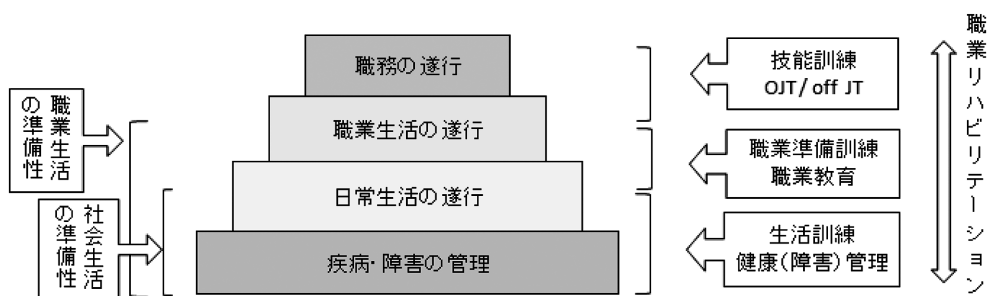 職業生活
の準備性
社会生活
の準備性
職務の遂行
職業生活の遂行
日常生活の遂行
疾病・障害の管理
技能訓練
OJT/ off JT
職業準備訓練
職業教育
生活訓練
健康(障害)管理
職業リハビリテーション